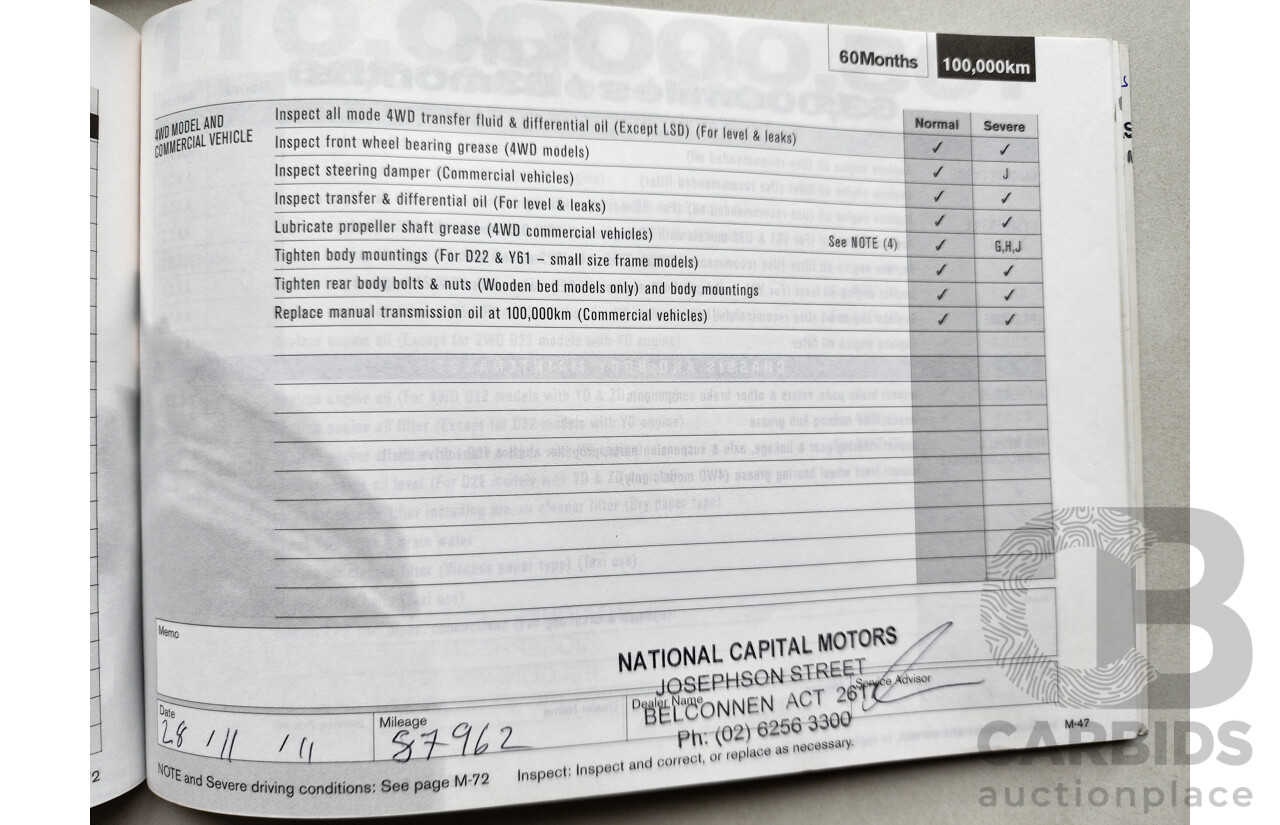 60Months 100,000km
4WD MODEL AND
COMMERCIAL VEHICLE
Normal Severe
Inspect all mode 4WD transfer fluid & differential oil (Except LSD) (For level & leaks) ✓ ✓
Inspect front wheel bearing grease (4WD models) ✓ J
Inspect steering damper (Commercial vehicles) ✓ ✓
Inspect transfer & differential oil (For level & leaks) ✓ ✓
Lubricate propeller shaft grease (4WD commercial vehicles) See NOTE (4) ✓ G,H,J
Tighten body mountings (For D22 & Y61 – small size frame models) ✓ ✓
Tighten rear body bolts & nuts (Wooden bed models only) and body mountings ✓ ✓
Replace manual transmission oil at 100,000km (Commercial vehicles) ✓ ✓
Memo
NATIONAL CAPITAL MOTORS
JOSEPHSON STREET
BELCONNEN ACT 2617
Ph: (02) 6256 3300
Dealer Name
Service Advisor
Date
28 / 11 / 11
Mileage
87962
M-47
NOTE and Severe driving conditions: See page M-72 Inspect: Inspect and correct, or replace as necessary.
2
CARBIDS
auctionplace